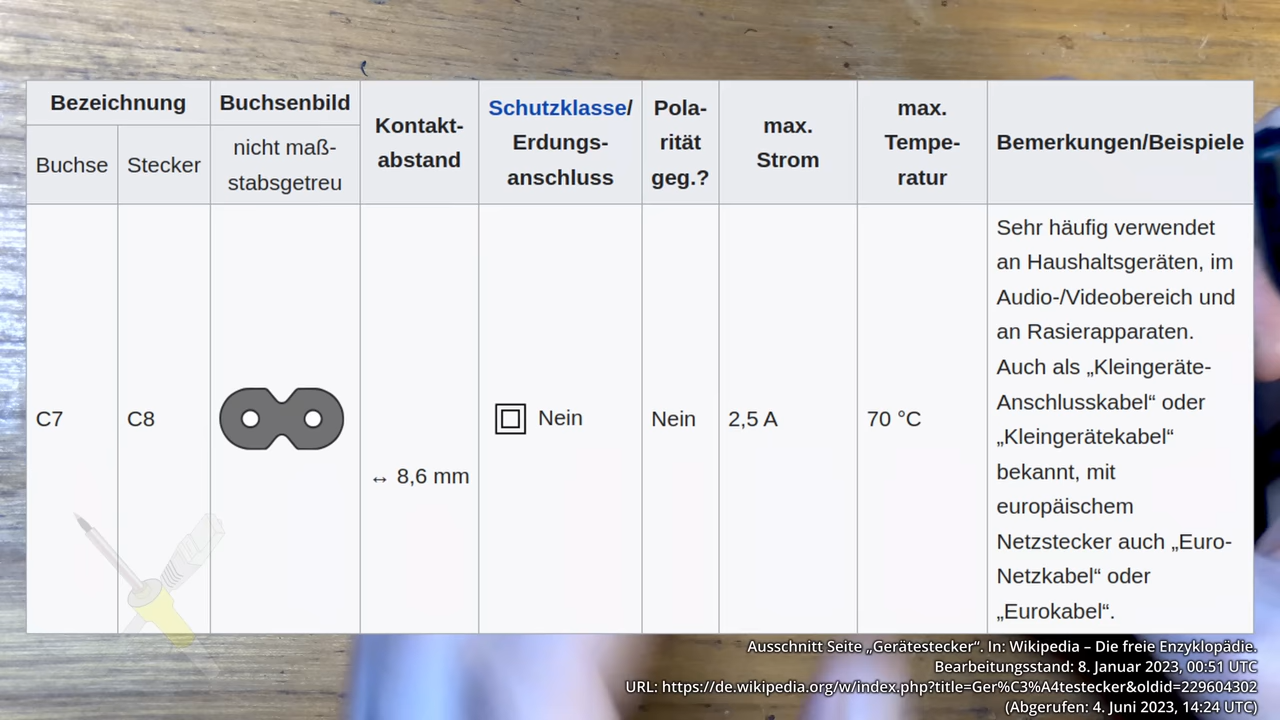 Bezeichnung
Buchsenbild
Kontakt-
abstand
Schutzklasse/
Erdungs-
anschluss
Pola-
rität
geg.?
max.
Strom
max.
Tempe-
ratur
Bemerkungen/Beispiele
Buchse
Stecker
nicht maß-
stabsgetreu
C7
C8
↔ 8,6 mm
Nein
Nein
2,5 A
70 °C
Sehr häufig verwendet
an Haushaltsgeräten, im
Audio-/Videobereich und
an Rasierapparaten.
Auch als „Kleingeräte-
Anschlusskabel“ oder
„Kleingerätekabel“
bekannt, mit
europäischem
Netzstecker auch „Euro-
Netzkabel“ oder
„Eurokabel“.
Ausschnitt Seite „Gerätestecker“. In: Wikipedia – Die freie Enzyklopädie.
Bearbeitungsstand: 8. Januar 2023, 00:51 UTC
URL: https://de.wikipedia.org/w/index.php?title=Ger%C3%A4testecker&oldid=229604302
(Abgerufen: 4. Juni 2023, 14:24 UTC)